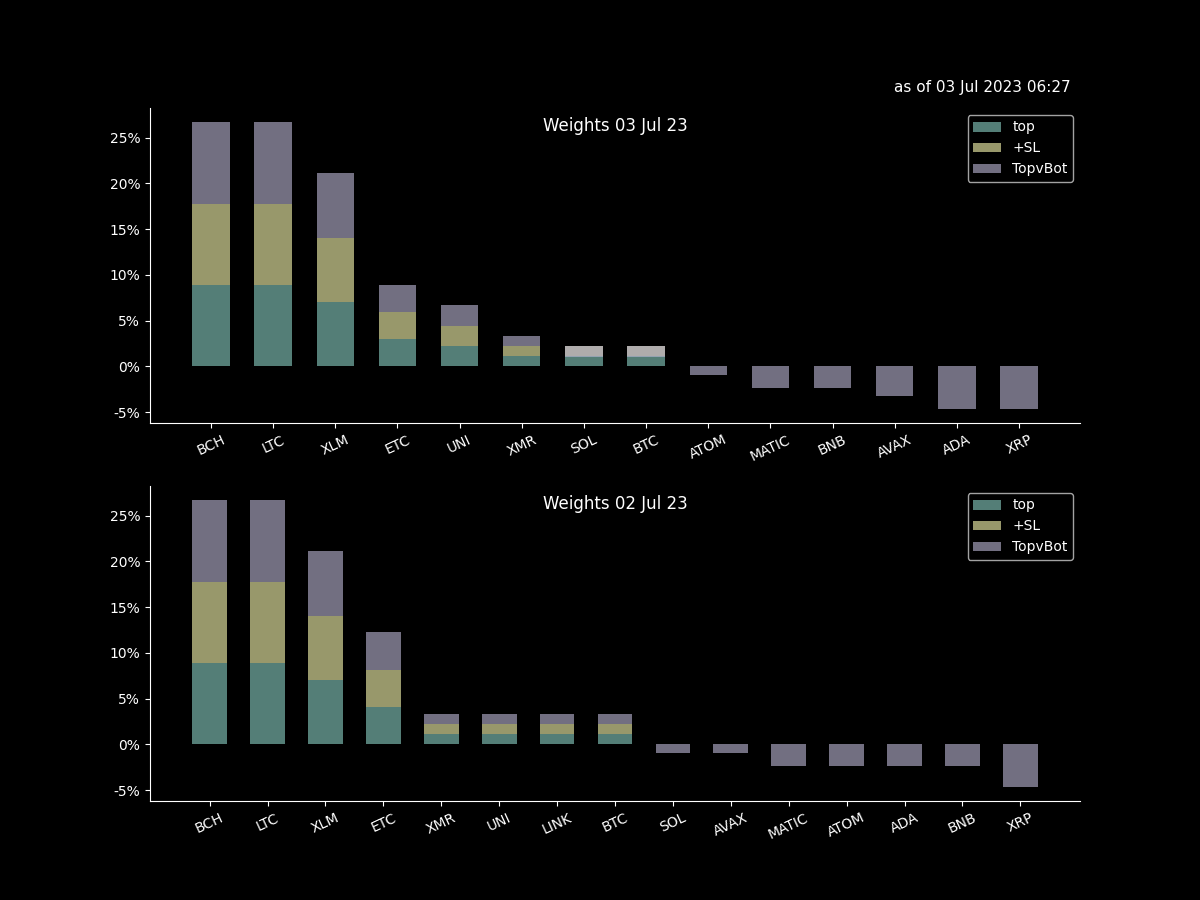 as of 03 Jul 2023 06:27
Weights 03 Jul 23
top
+SL
TopvBot
25%
20%
15%
10%
5%
0%
-5%
BCH LTC XLM ETC UNI XMR SOL BTC ATOM MATIC BNB AVAX ADA XRP
Weights 02 Jul 23
top
+SL
TopvBot
25%
20%
15%
10%
5%
0%
-5%
BCH LTC XLM ETC XMR UNI LINK BTC SOL AVAX MATIC ATOM ADA BNB XRP